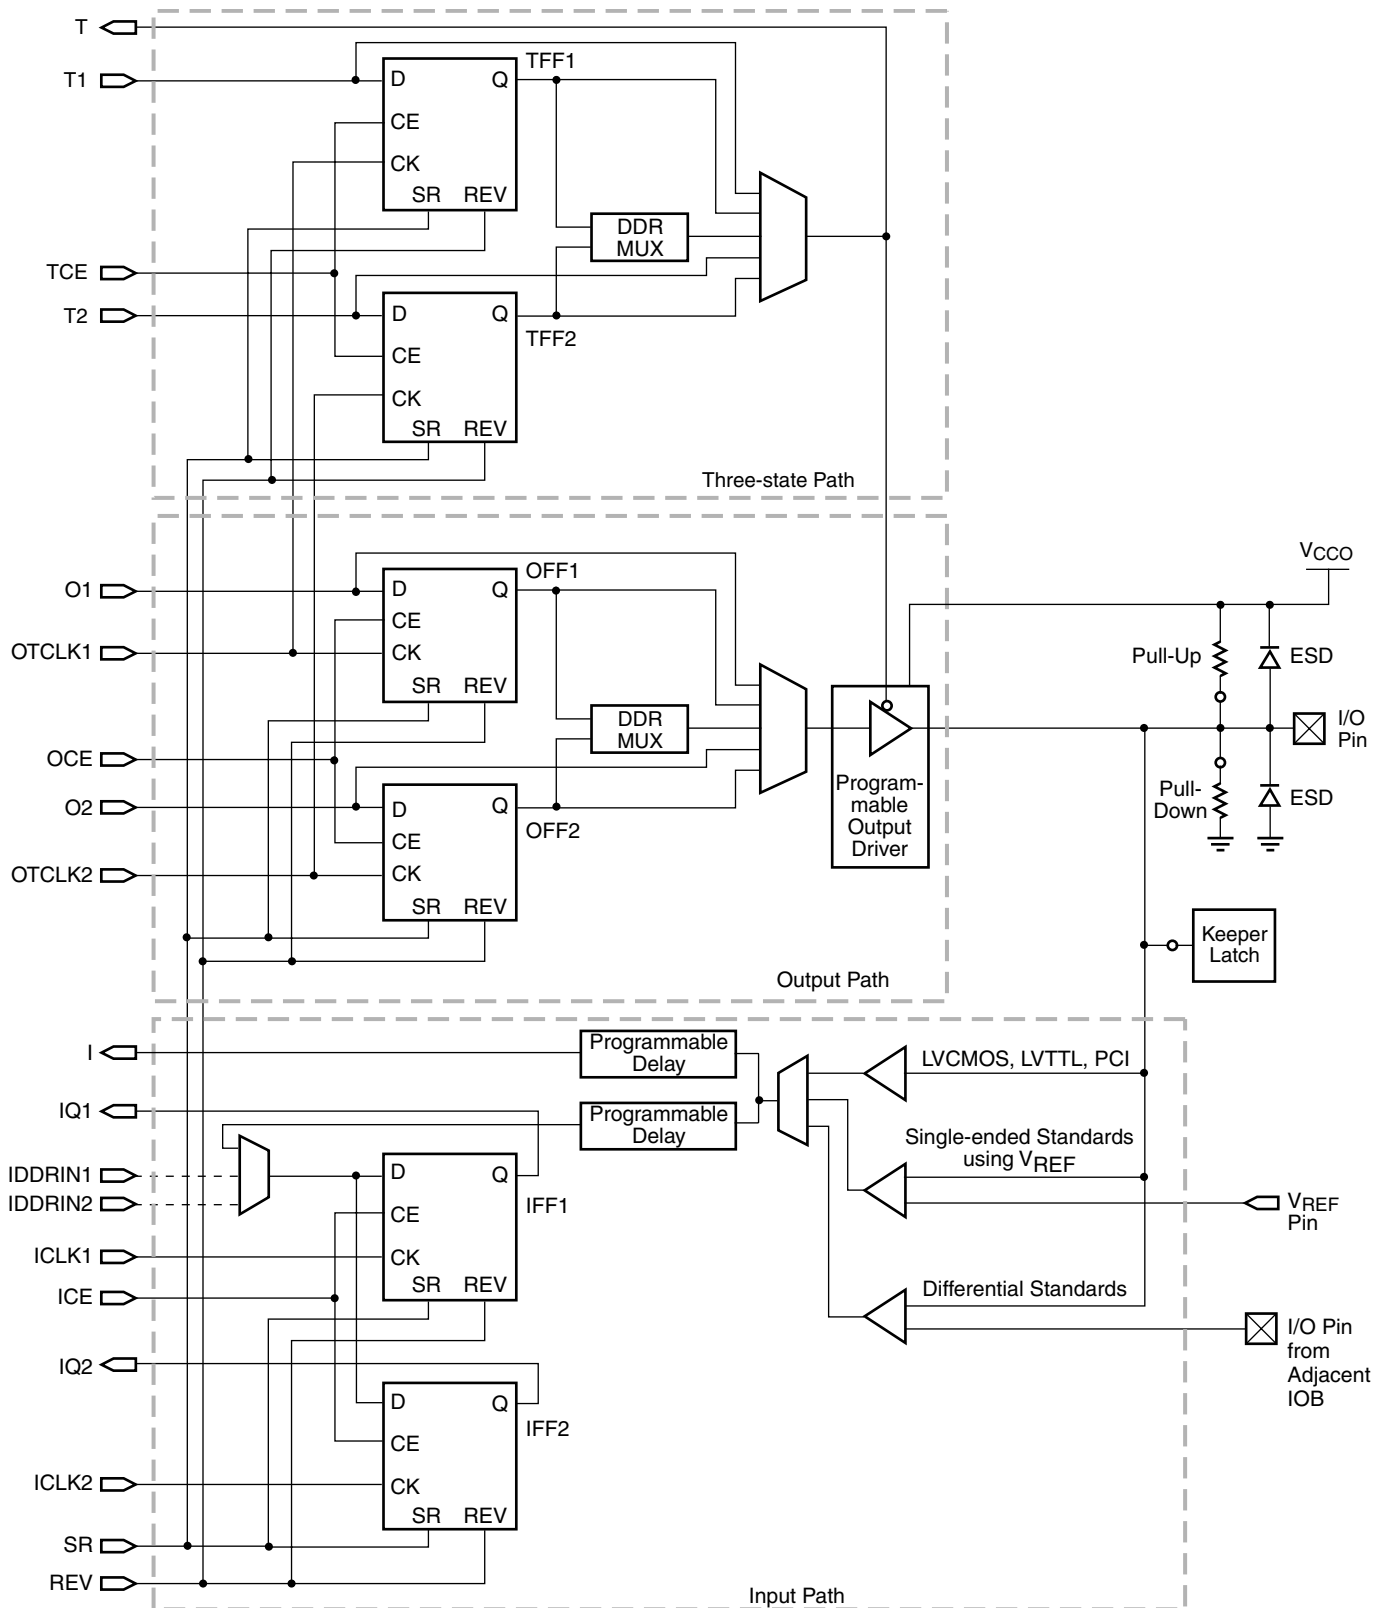 T
T1
TFF1
D
Q
CE
CK
SR REV
DDR
MUX
TCE
T2
D
Q
TFF2
CE
CK
SR REV
Three-state Path
O1
OFF1
D
Q
CE
OTCLK1
CK
SR REV
DDR
MUX
OCE
O2
D
Q
OFF2
CE
OTCLK2
CK
SR REV
Program-
mable
Output
Driver
Output Path
VCCO
Pull-Up
ESD
I/O
Pin
Pull-
Down
ESD
Keeper
Latch
I
Programmable
Delay
LVCMOS, LVTTL, PCI
IQ1
Programmable
Delay
Single-ended Standards
using VREF
IDDRIN1
IDDRIN2
D
Q
IFF1
CE
VREF
Pin
ICLK1
CK
SR REV
ICE
Differential Standards
I/O Pin
from
Adjacent
IOB
IQ2
D
Q
IFF2
CE
ICLK2
CK
SR REV
SR
REV
Input Path